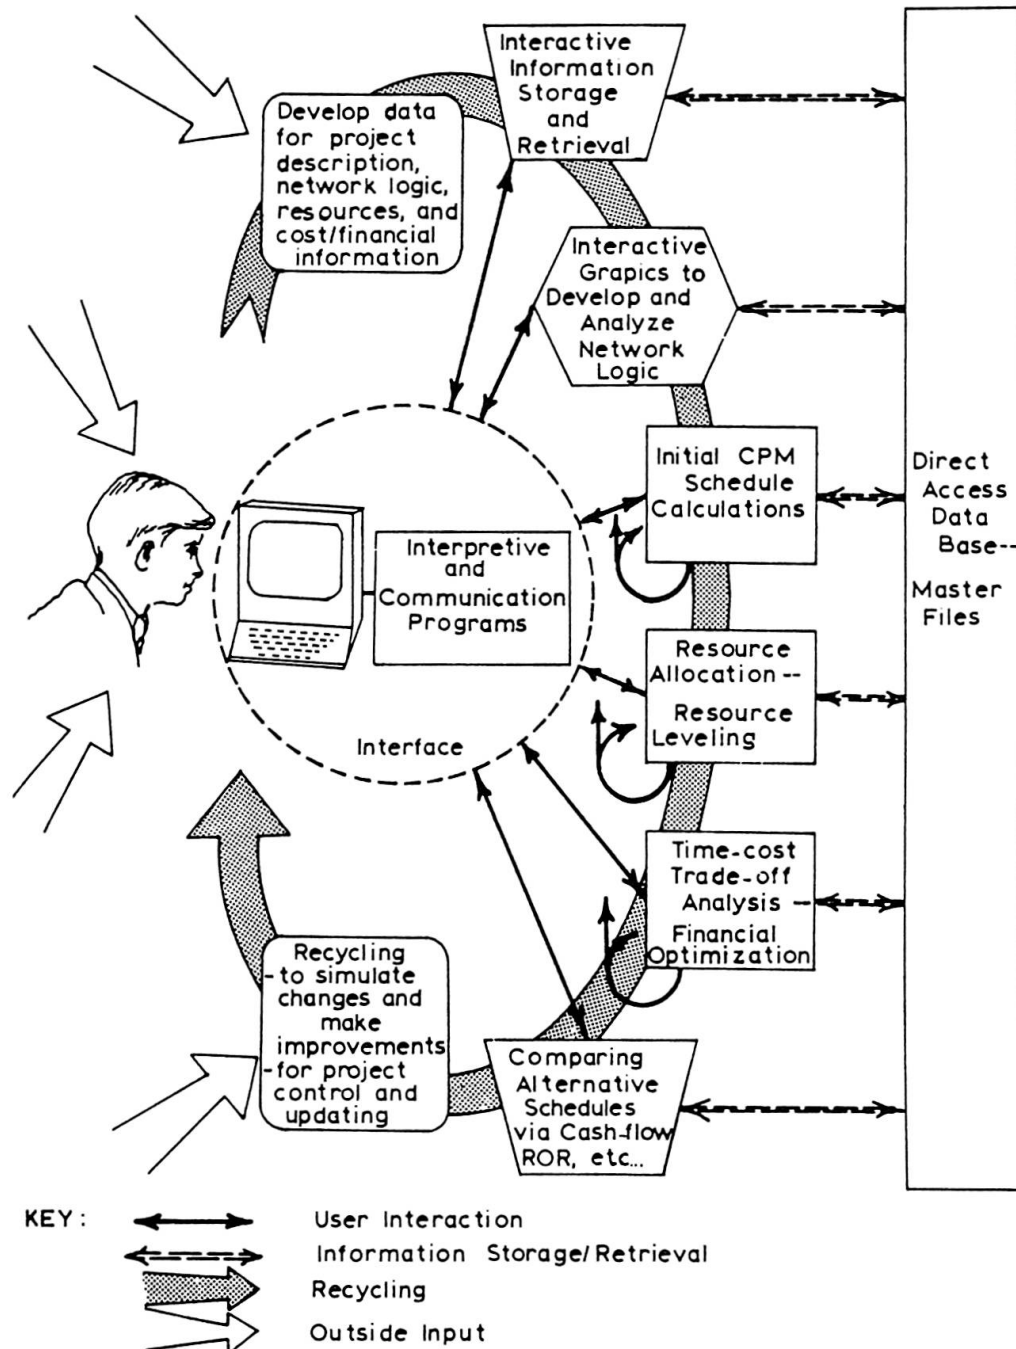 Interactive
Information
Storage
and
Retrieval
Develop data
for project
description,
network logic,
resources, and
cost/financial
information
Interactive
Grapics to
Develop and
Analyze
Network
Logic
Initial CPM
Schedule
Calculations
Direct
Access
Data
Base--
Master
Files
Interpretive
and
Communication
Programs
Interface
Resource
Allocation--
Resource
Leveling
Time-cost
Trade-off
Analysis--
Financial
Optimization
Recycling
-to simulate
changes and
make
improvements
-for project
control and
updating
Comparing
Alternative
Schedules
via Cash-flow
ROR, etc...
KEY:
User Interaction
Information Storage/Retrieval
Recycling
Outside Input